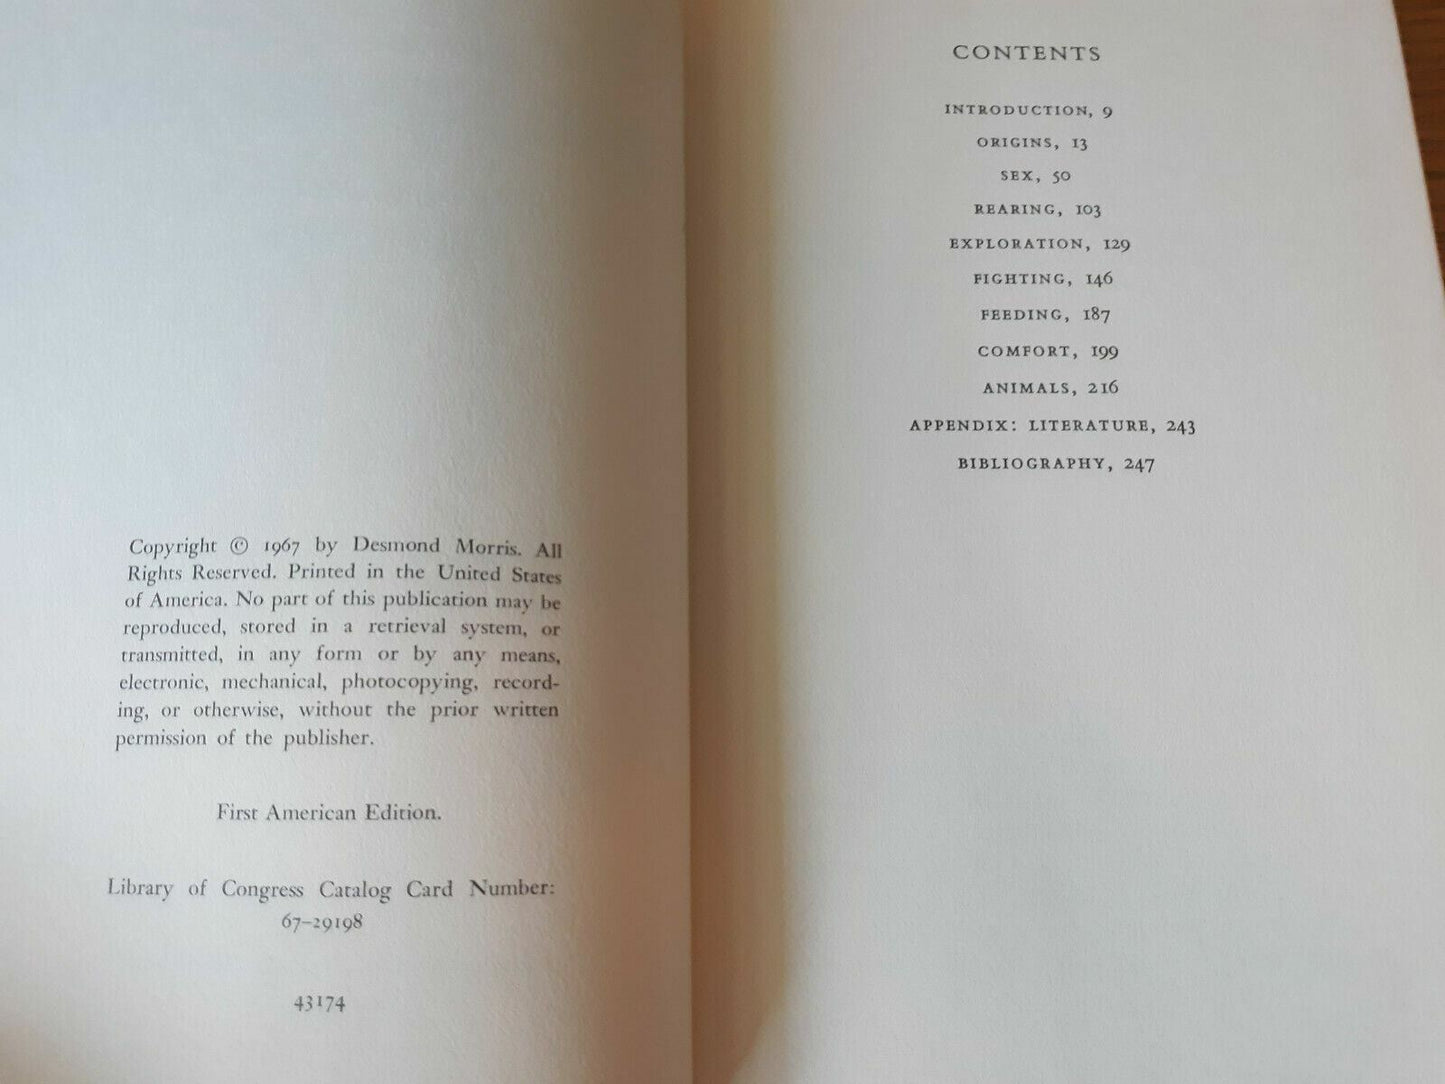 Copyright © 1967 by Desmond Morris. All
Rights Reserved. Printed in the United States
of America. No part of this publication may be
reproduced, stored in a retrieval system, or
transmitted, in any form or by any means,
electronic, mechanical, photocopying, record-
ing, or otherwise, without the prior written
permission of the publisher.
First American Edition.
Library of Congress Catalog Card Number:
67–29198
43174
CONTENTS
INTRODUCTION, 9
ORIGINS, 13
SEX, 50
REARING, 103
EXPLORATION, 129
FIGHTING, 146
FEEDING, 187
COMFORT, 199
ANIMALS, 216
APPENDIX: LITERATURE, 243
BIBLIOGRAPHY, 247